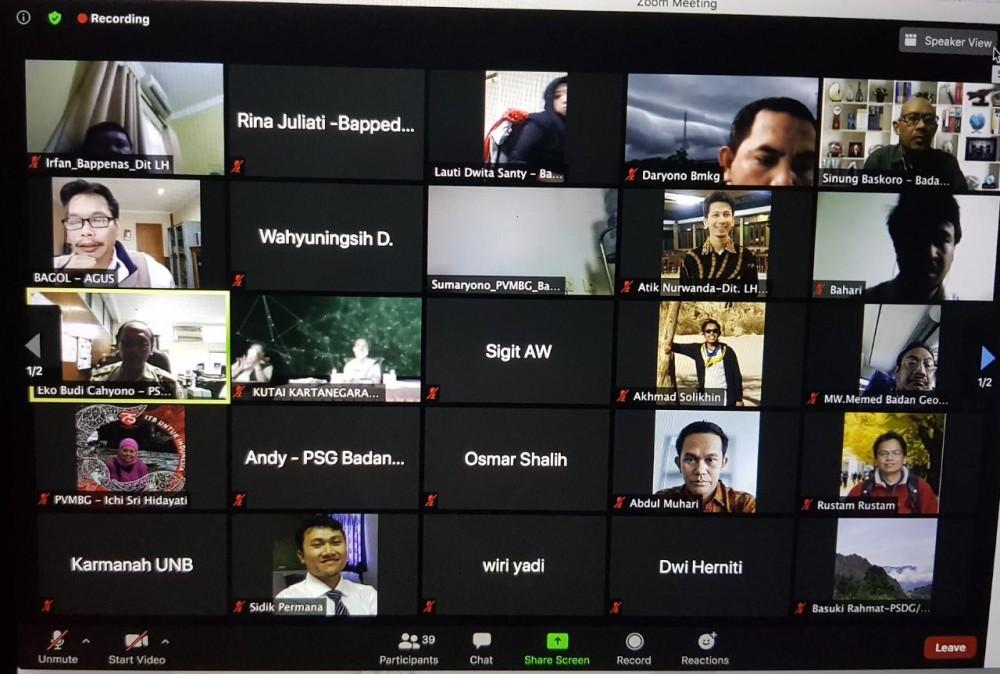 Zoom Meeting
Recording
Speaker View
Irfan_Bappenas_Dit LH
Rina Juliati -Bapped...
Lauti Dwita Santy - Ba...
Daryono Bmkg
Sinung Baskoro - Bada...
BAGOL - AGUS
Wahyuningsih D.
Sumaryono_PVMBG_Ba...
Atik Nurwanda-Dit. LH...
Bahari
1/2
Eko Budi Cahyono - PS...
KUTAI KARTANEGARA...
Sigit AW
Akhmad Solikhin
MW.Memed Badan Geo...
1/2
75
ITB UNTUK INDONESIA
PVMBG - Ichi Sri Hidayati
Andy - PSG Badan...
Osmar Shalih
Abdul Muhari
Rustam Rustam
Karmanah UNB
Sidik Permana
wiri yadi
Dwi Herniti
Basuki Rahmat-PSDG/...
Unmute
Start Video
39
Participants
Chat
Share Screen
Record
Reactions
Leave